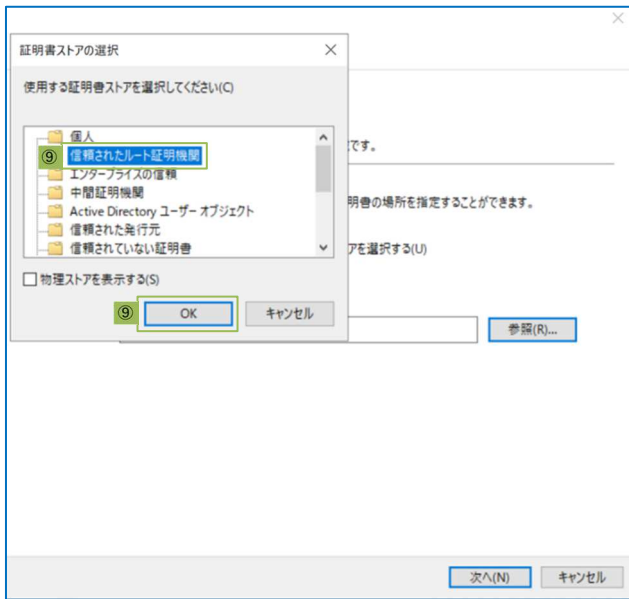 証明書ストアの選択
使用する証明書ストアを選択してください(C)
個人
⑨ 信頼されたルート証明機関
エンタープライズの信頼
中間証明機関
Active Directory ユーザー オブジェクト
信頼された発行元
信頼されていない証明書
物理ストアを表示する(S)
⑨ OK キャンセル
です。
明書の場所を指定することができます。
アを選択する(U)
参照(R)...
次へ(N) キャンセル